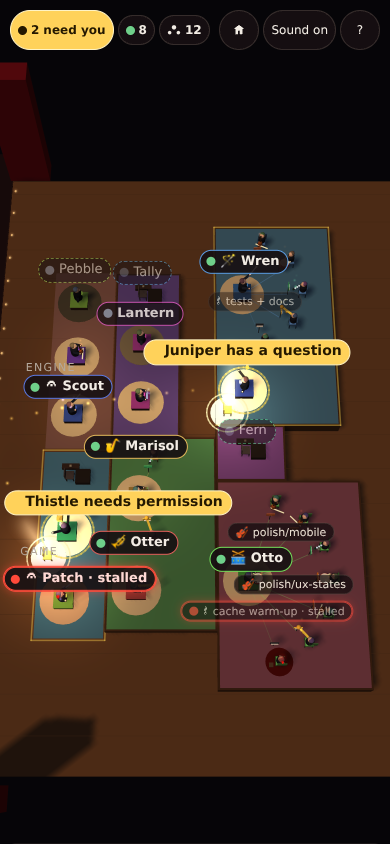 2 need you
8
12
Sound on
?
Wren
Pebble
Tally
tests + docs
Lantern
Juniper has a question
ENGINE
Scout
Fern
Marisol
Thistle needs permission
polish/mobile
Otter
GAME
Otto
Patch · stalled
polish/ux-states
cache warm-up · stalled